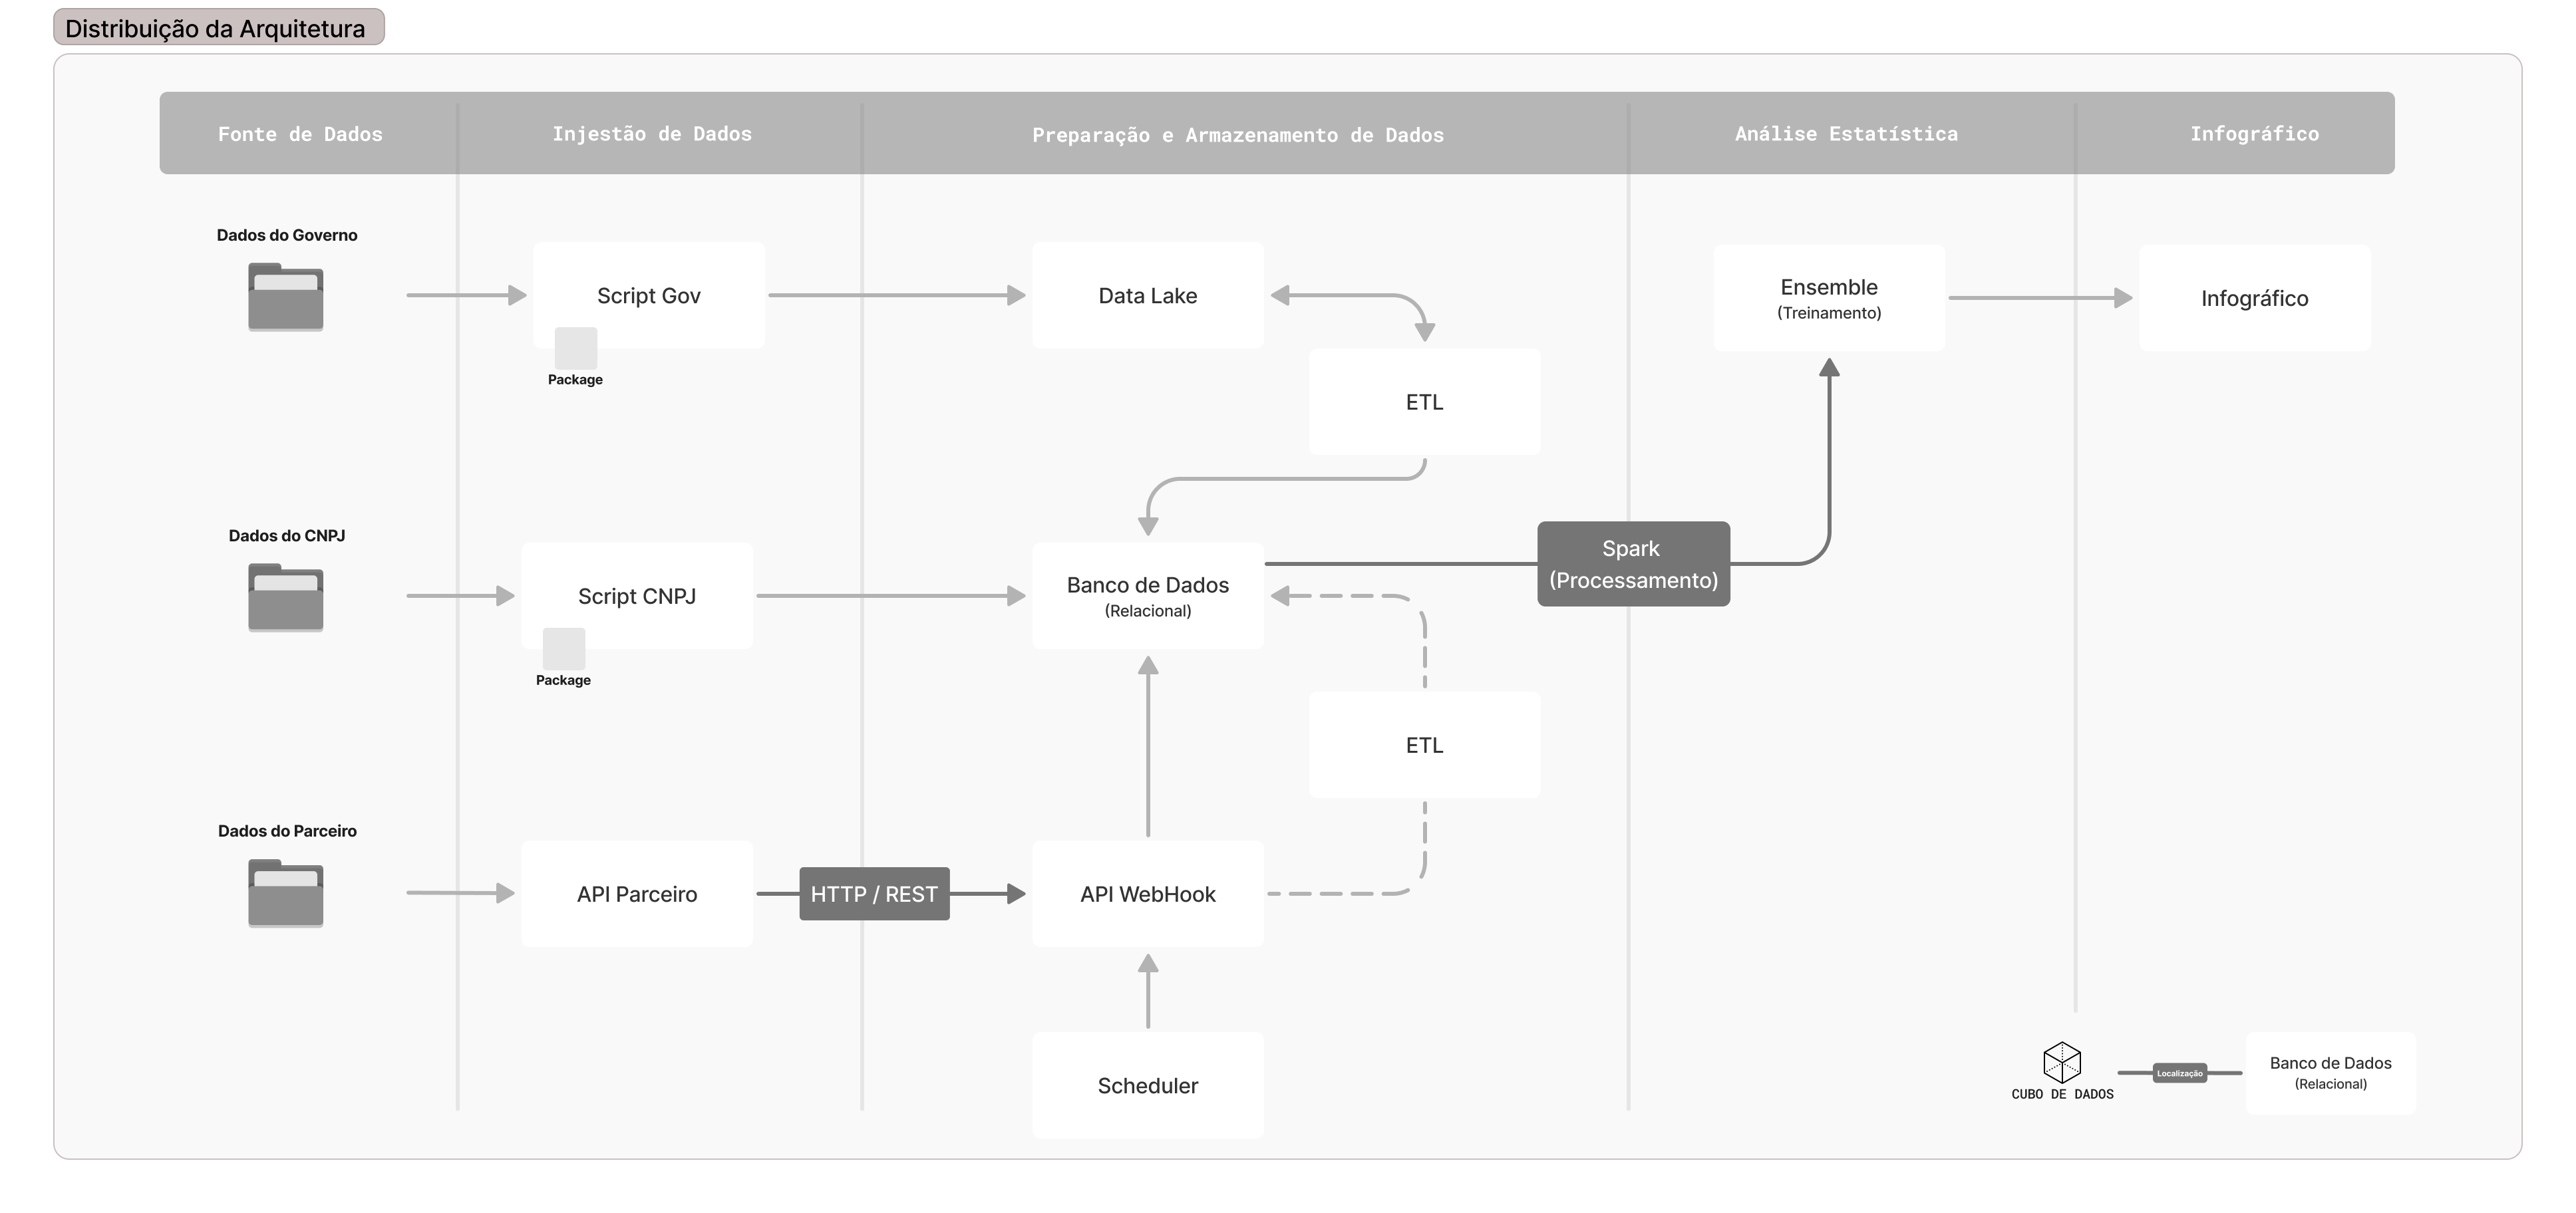 Distribuição da Arquitetura
Fonte de Dados
Injestão de Dados
Preparação e Armazenamento de Dados
Análise Estatística
Infográfico
Dados do Governo
Script Gov
Package
Data Lake
ETL
Ensemble
(Treinamento)
Infográfico
Dados do CNPJ
Script CNPJ
Package
Banco de Dados
(Relacional)
Spark
(Processamento)
ETL
Dados do Parceiro
API Parceiro
HTTP / REST
API WebHook
Scheduler
CUBO DE DADOS
Localização
Banco de Dados
(Relacional)